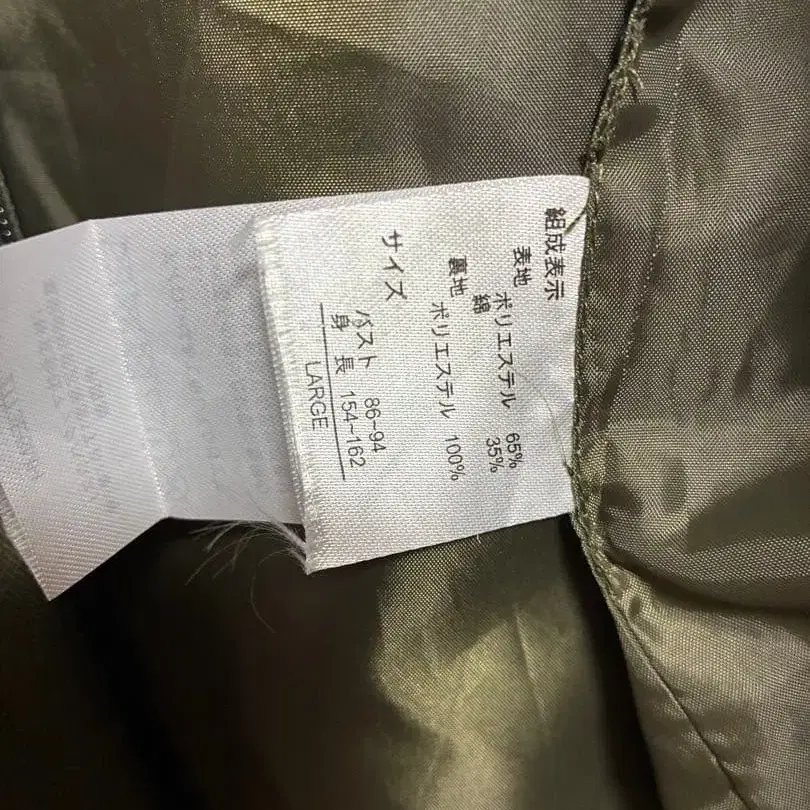 組成表示
表地
ポリエステル 65%
綿 35%
裏地
ポリエステル 100%
サイズ
バスト 86~94
身長 154~162
LARGE